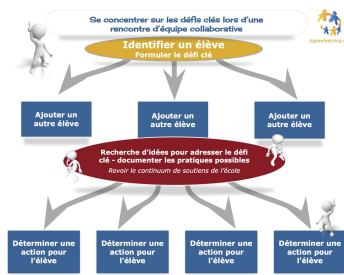 Se concentrer sur les défis clés lors d'une
rencontre d'équipe collaborative
Identifier un élève
Formuler le défi clé
Ajouter un
autre élève
Ajouter un
autre élève
Ajouter un
autre élève
Recherche d'idées pour adresser le défi
clé - documenter les pratiques possibles
Revoir le continuum de soutiens de l'école
Déterminer une
action pour
l'élève
Déterminer une
action pour
l'élève
Déterminer une
action pour
l'élève
Déterminer une
action pour
l'élève